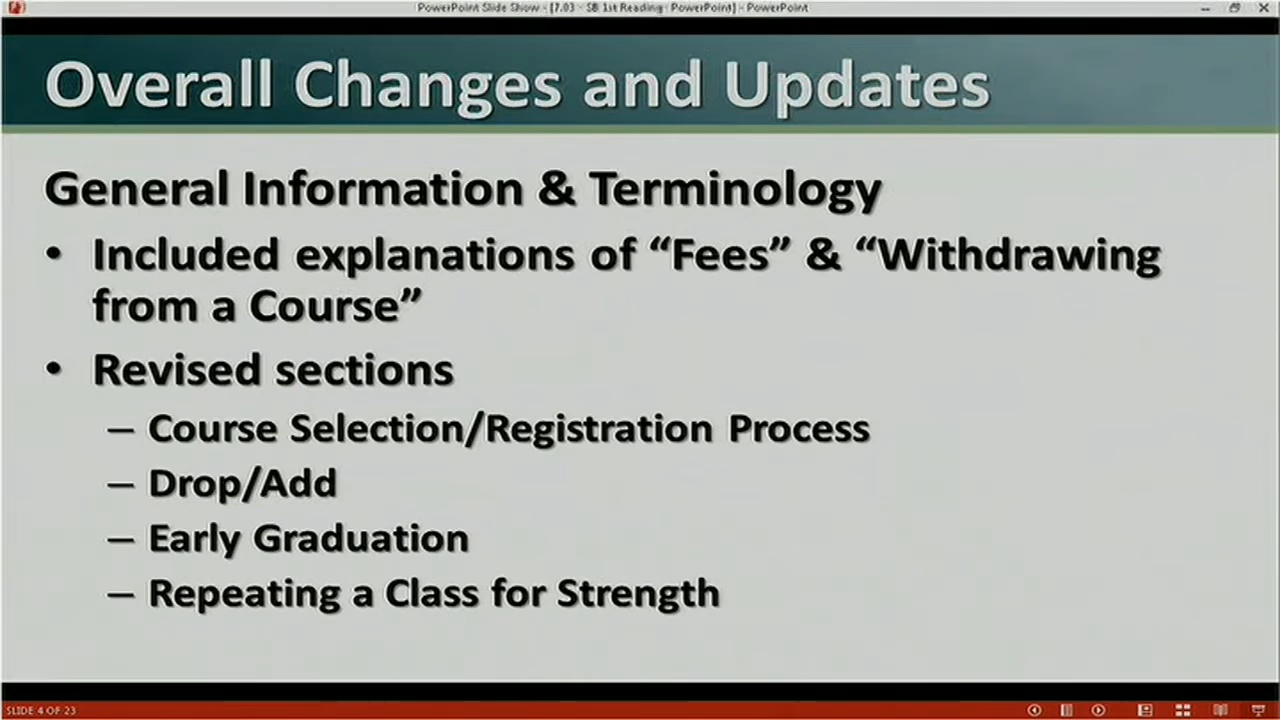 PowerPoint Slide Show - [7.03 - SB 1st Reading- PowerPoint] - PowerPoint
Overall Changes and Updates
General Information & Terminology
• Included explanations of “Fees” & “Withdrawing
from a Course”
• Revised sections
– Course Selection/Registration Process
– Drop/Add
– Early Graduation
– Repeating a Class for Strength
SLIDE 4 OF 23